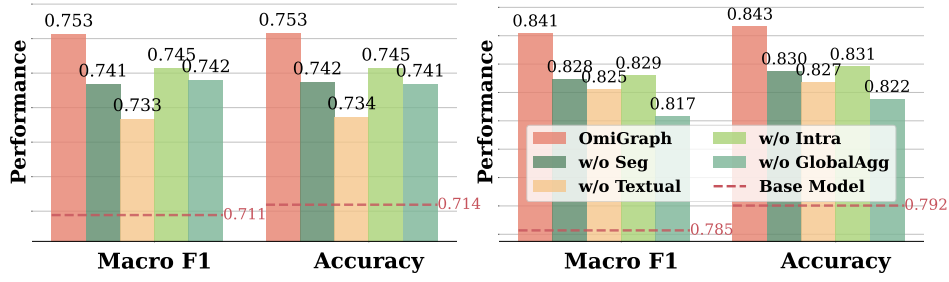 Performance
0.753
0.741
0.733
0.745
0.742
0.711
0.753
0.742
0.734
0.745
0.741
0.714
Macro F1
Accuracy
Performance
0.841
0.828
0.825
0.829
0.817
0.785
0.843
0.830
0.827
0.831
0.822
0.792
OmiGraph
w/o Seg
w/o Textual
w/o Intra
w/o GlobalAgg
Base Model
Macro F1
Accuracy